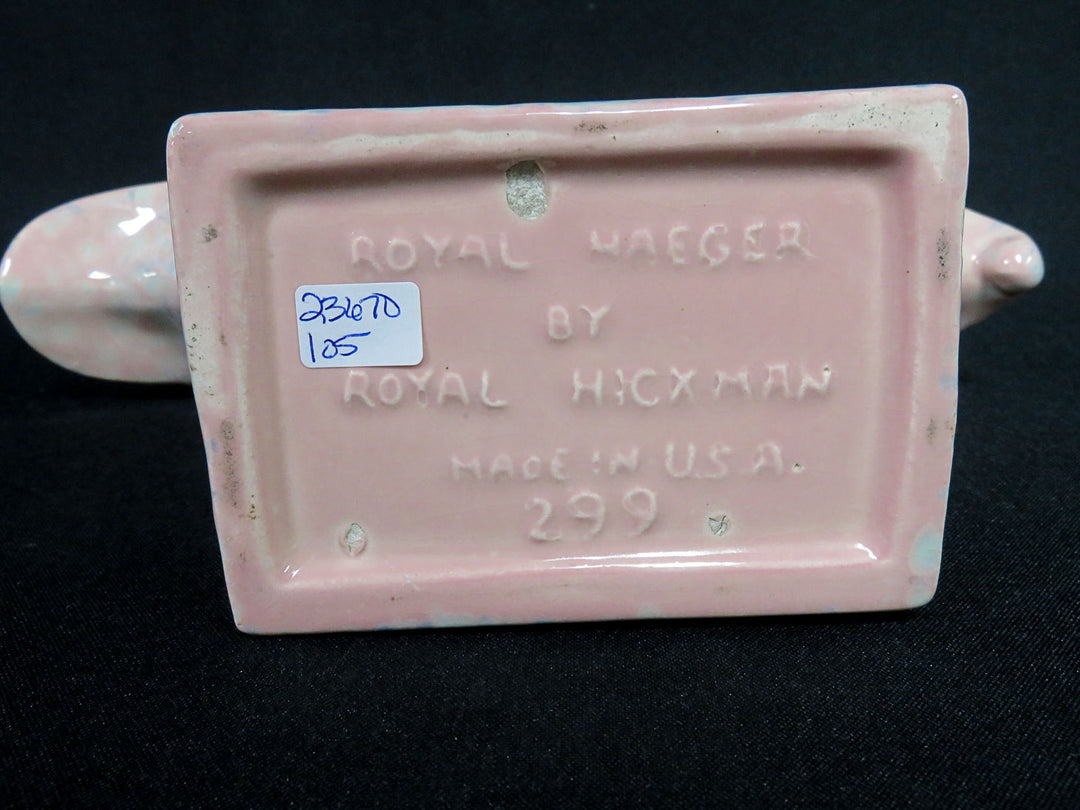 ROYAL HAEGER
BY
ROYAL HICKMAN
MADE IN U.S.A.
299
23670
105